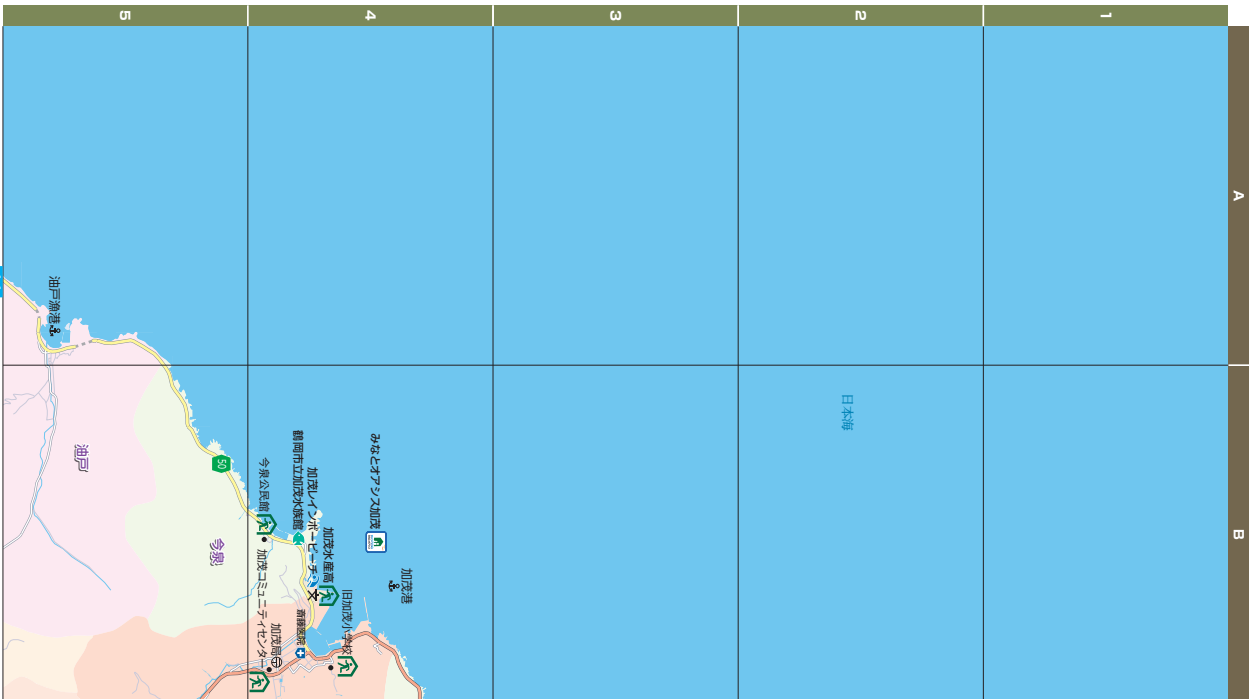 1
2
3
4
5
A
B
日本海
油戸漁港
油戸
50
今泉
みなとオアシス加茂
加茂港
鶴岡市立加茂水族館
加茂レインボービーチ
加茂水産高
今泉公民館
旧加茂小学校
斎藤医院
加茂局
加茂コミュニティセンター